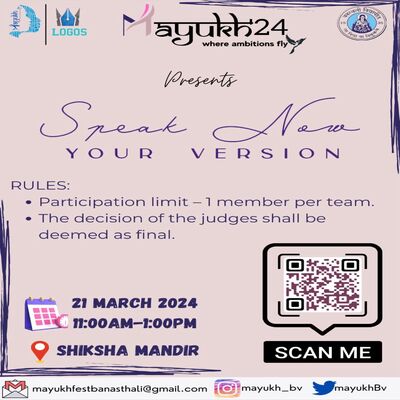 LOGOS
Mayukh'24
where ambitions fly
Presents
Speak Now
YOUR VERSION
RULES:
• Participation limit – 1 member per team.
• The decision of the judges shall be
deemed as final.
21 MARCH 2024
11:00AM–1:00PM
SHIKSHA MANDIR
SCAN ME
mayukhfestbanasthali@gmail.com
mayukh_bv
mayukhBv